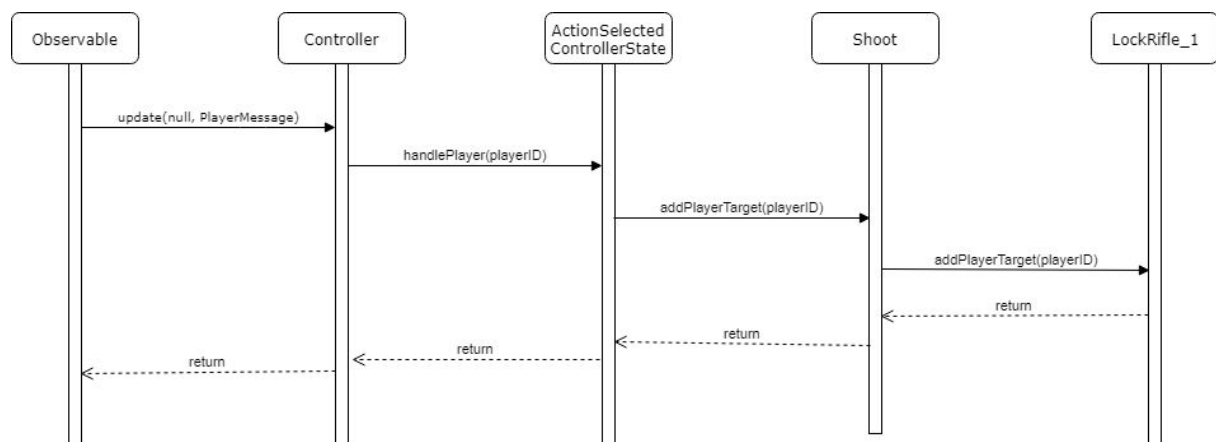 Observable
Controller
ActionSelected
ControllerState
Shoot
LockRifle_1
update(null, PlayerMessage)
handlePlayer(playerID)
addPlayerTarget(playerID)
addPlayerTarget(playerID)
return
return
return
return